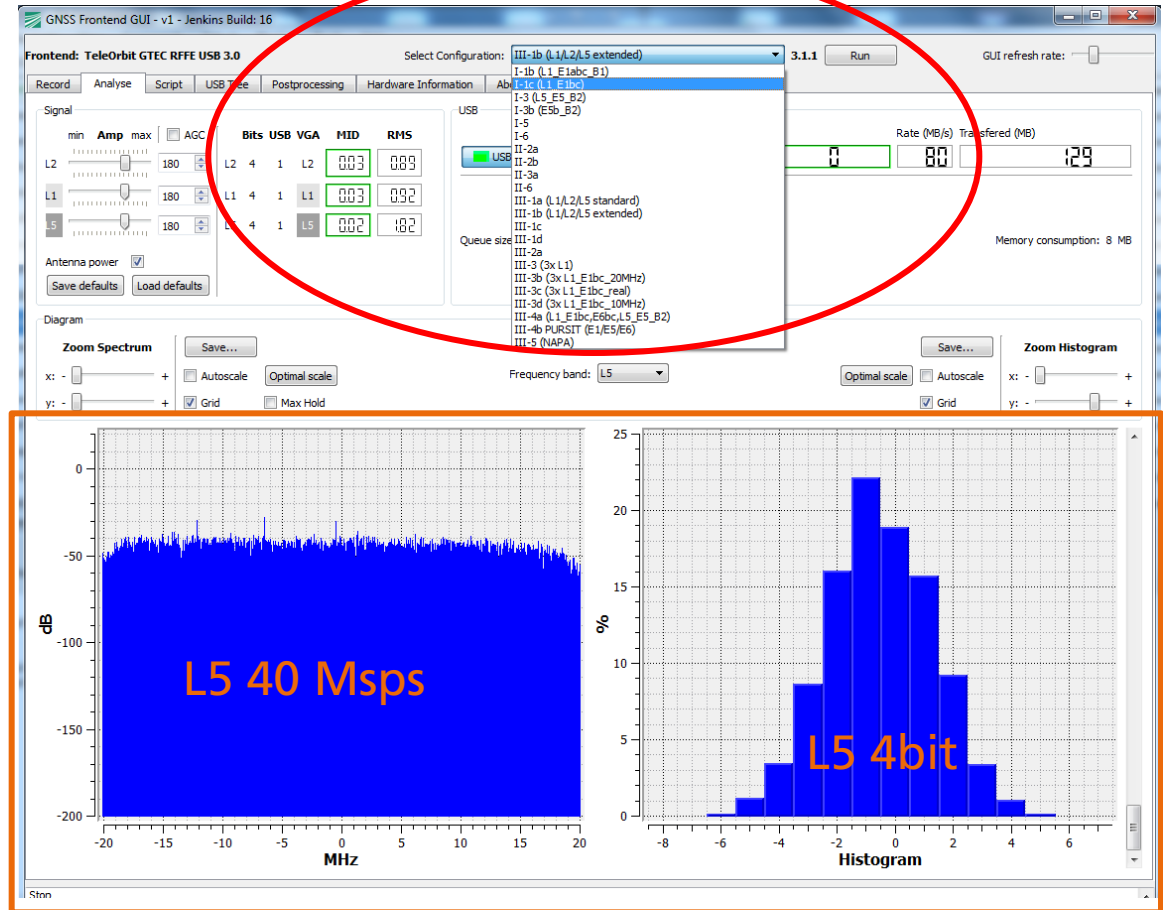 GNSS Frontend GUI - v1 - Jenkins Build: 16
Frontend: TeleOrbit GTEC RFFE USB 3.0 Select Configuration: III-1b (L1/L2/L5 extended) 3.1.1 Run GUI refresh rate:
Record Analyse Script USB Tree Postprocessing Hardware Information
I-1b (L1_E1abc_B1)
I-1c (L1_E1bc)
I-3 (L5_E5_B2)
I-3b (E5b_B2)
I-5
I-6
II-2a
II-2b
II-3a
II-6
III-1a (L1/L2/L5 standard)
III-1b (L1/L2/L5 extended)
III-1c
III-1d
III-2a
III-3 (3x L1)
III-3b (3x L1_E1bc_20MHz)
III-3c (3x L1_E1bc_real)
III-3d (3x L1_E1bc_10MHz)
III-4a (L1_E1bc,E6bc,L5_E5_B2)
III-4b PURSIT (E1/E5/E6)
III-5 (NAPA)
Signal
min Amp max AGC Bits USB VGA MID RMS
L2 180 L2 4 1 L2 0.03 0.89
L1 180 L1 4 1 L1 0.03 0.92
L5 180 L5 4 1 L5 0.02 1.82
Antenna power
Save defaults Load defaults
USB
Rate (MB/s) Transfered (MB)
USB 0 80 129
Queue size Memory consumption: 8 MB
Diagram
Zoom Spectrum Save... Save... Zoom Histogram
x: - + Autoscale Optimal scale Frequency band: L5 Optimal scale Autoscale x: - +
y: - + Grid Max Hold Grid y: - +
0
-50
-100
-150
-200
dB
-20 -15 -10 -5 0 5 10 15 20
MHz
L5 40 Msps
25
20
15
10
5
0
%
-8 -6 -4 -2 0 2 4 6
Histogram
L5 4bit
Stop